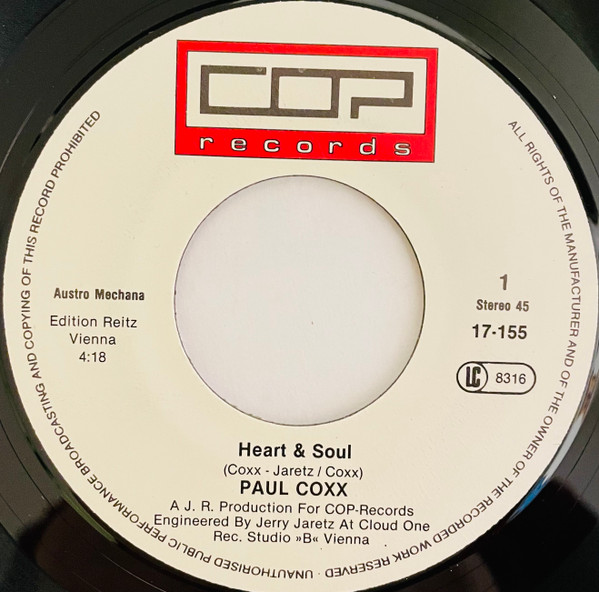 COP
records
ALL RIGHTS OF THE MANUFACTURER AND OF THE OWNER OF THE RECORDED WORK RESERVED · UNAUTHORISED PUBLIC PERFORMANCE BROADCASTING AND COPYING OF THIS RECORD PROHIBITED
Austro Mechana
Edition Reitz
Vienna
4:18
1
Stereo 45
17-155
LC 8316
Heart & Soul
(Coxx - Jaretz / Coxx)
PAUL COXX
A J. R. Production For COP-Records
Engineered By Jerry Jaretz At Cloud One
Rec. Studio »B« Vienna